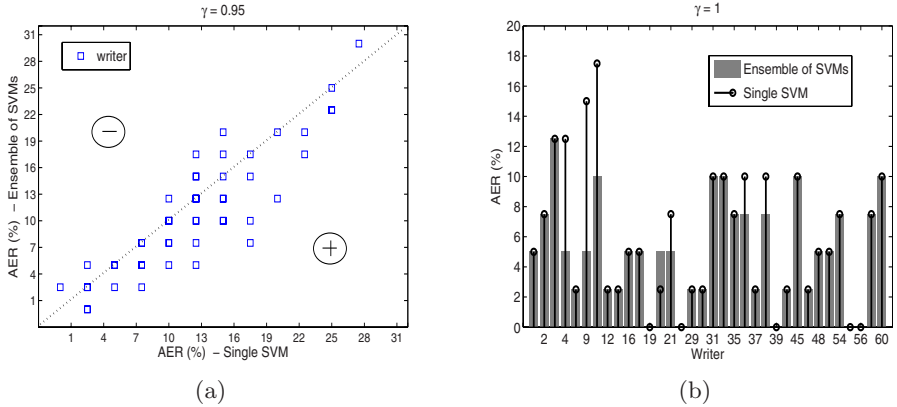 γ = 0.95
AER (%) – Ensemble of SVMs
31
28
25
22
19
16
13
10
7
4
1
writer
−
+
1 4 7 10 13 16 19 22 25 28 31
AER (%) – Single SVM
(a)
γ = 1
AER (%)
20
18
16
14
12
10
8
6
4
2
0
Ensemble of SVMs
Single SVM
2 4 9 12 16 19 21 29 31 35 37 39 45 48 54 56 60
Writer
(b)